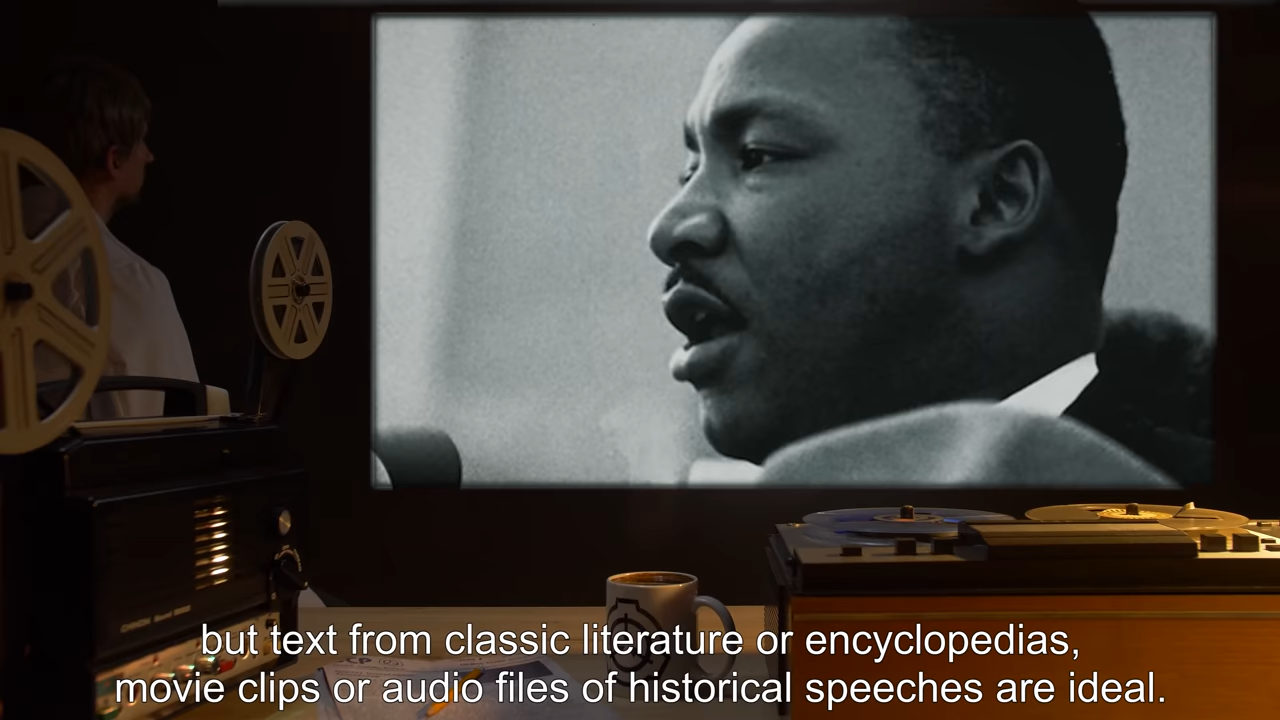 but text from classic literature or encyclopedias,
movie clips or audio files of historical speeches are ideal.